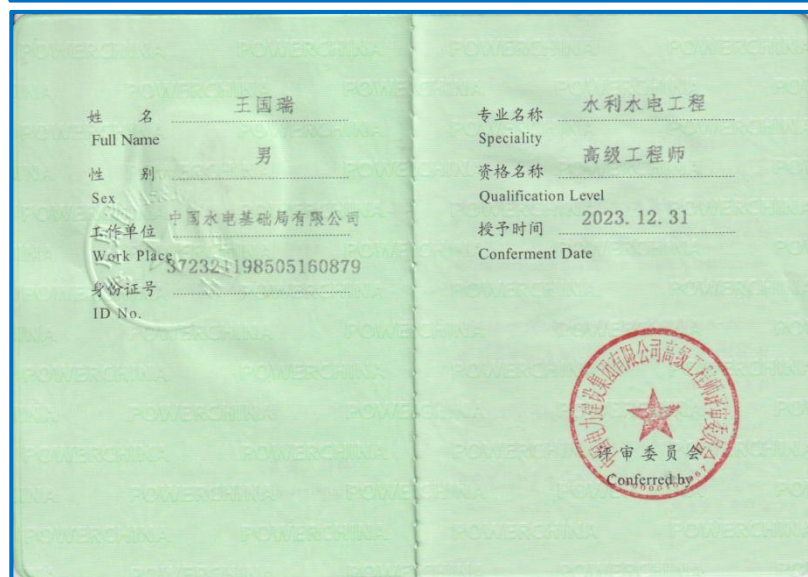 姓 名 王国瑞
Full Name
性 别 男
Sex
工作单位 中国水电基础局有限公司
Work Place
身份证号 372321198505160879
ID No.
专业名称 水利水电工程
Speciality
资格名称 高级工程师
Qualification Level
授予时间 2023.12.31
Conferment Date
中国电力建设集团有限公司高级工程师评审委员会
评审委员会
Conferred by
POWERCHINA